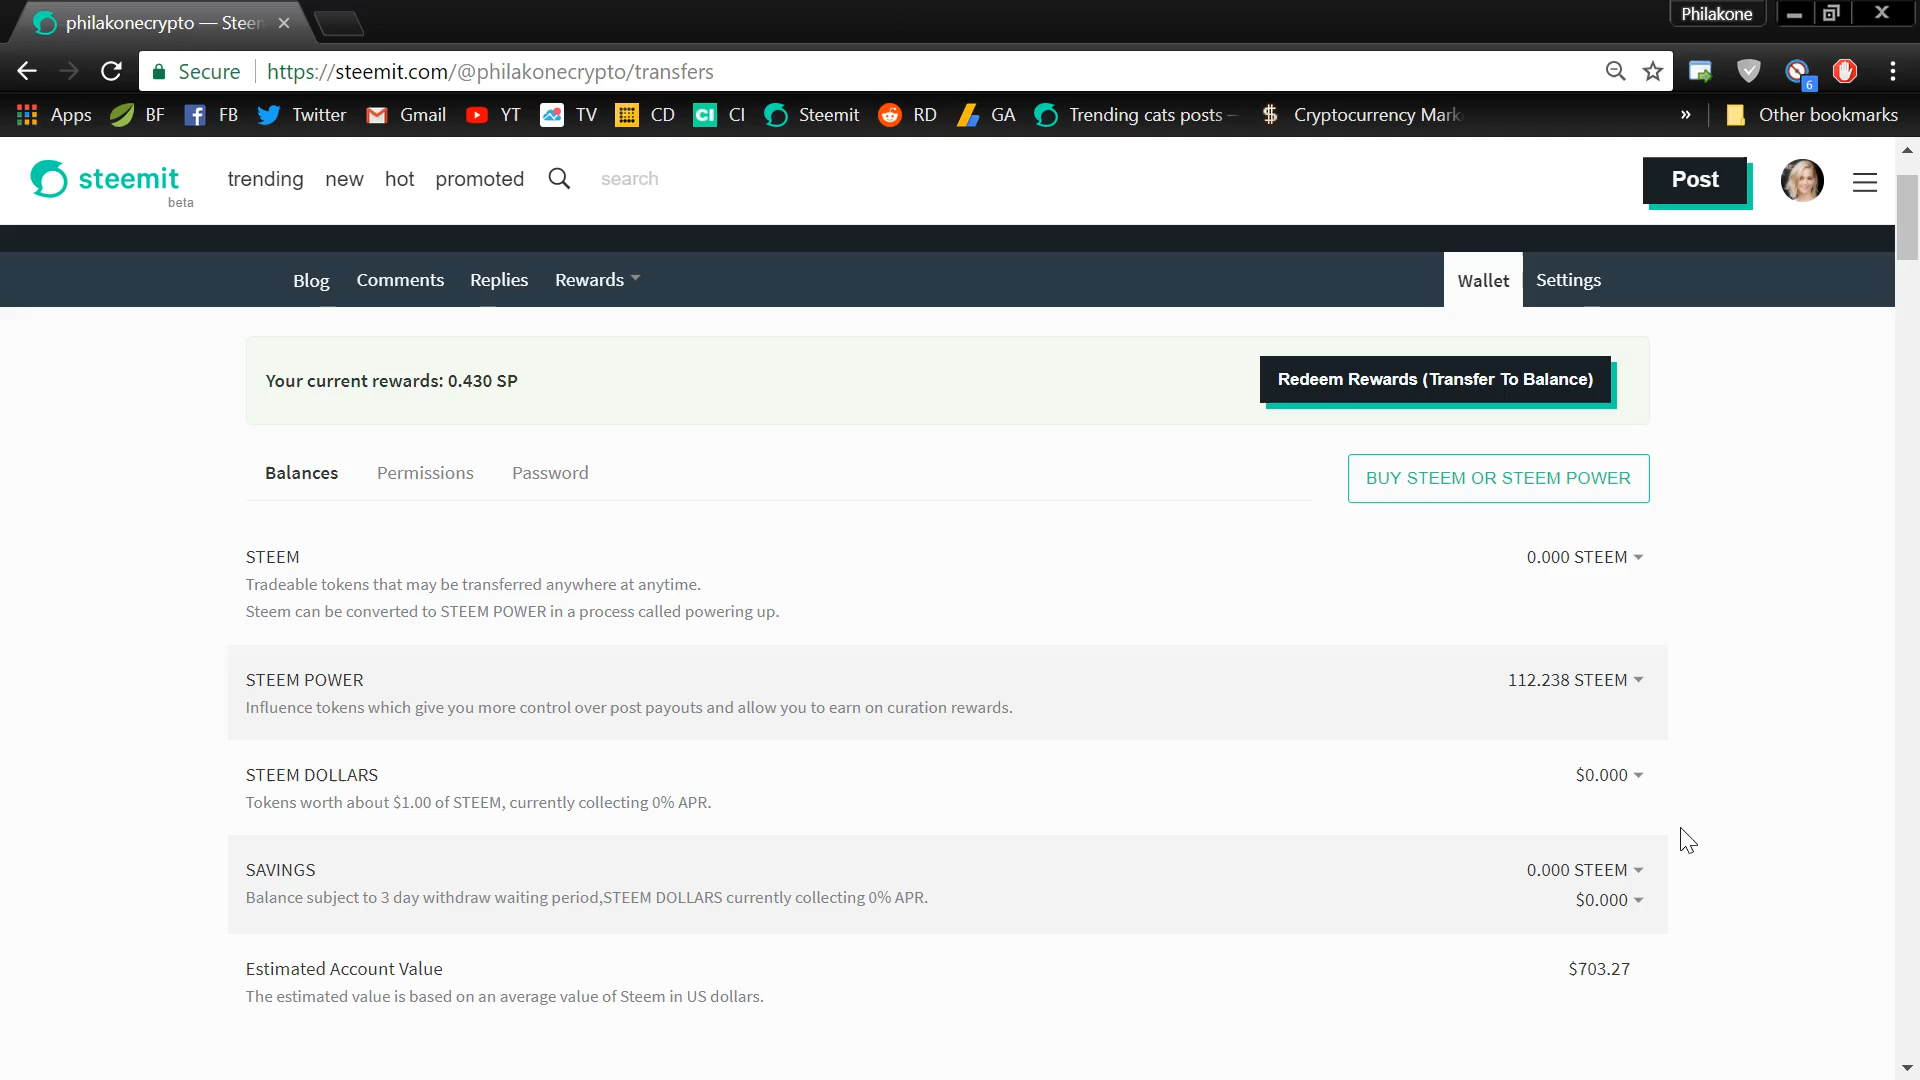 philakonecrypto — Steem
Philakone
Secure https://steemit.com/@philakonecrypto/transfers
6
Apps BF FB Twitter Gmail YT TV CD CI CI Steemit RD GA Trending cats posts – $ Cryptocurrency Mark » Other bookmarks
steemit
beta
trending new hot promoted search
Post
Blog Comments Replies Rewards
Wallet Settings
Your current rewards: 0.430 SP
Redeem Rewards (Transfer To Balance)
Balances Permissions Password
BUY STEEM OR STEEM POWER
STEEM 0.000 STEEM
Tradeable tokens that may be transferred anywhere at anytime.
Steem can be converted to STEEM POWER in a process called powering up.
STEEM POWER 112.238 STEEM
Influence tokens which give you more control over post payouts and allow you to earn on curation rewards.
STEEM DOLLARS $0.000
Tokens worth about $1.00 of STEEM, currently collecting 0% APR.
SAVINGS 0.000 STEEM
Balance subject to 3 day withdraw waiting period,STEEM DOLLARS currently collecting 0% APR. $0.000
Estimated Account Value $703.27
The estimated value is based on an average value of Steem in US dollars.